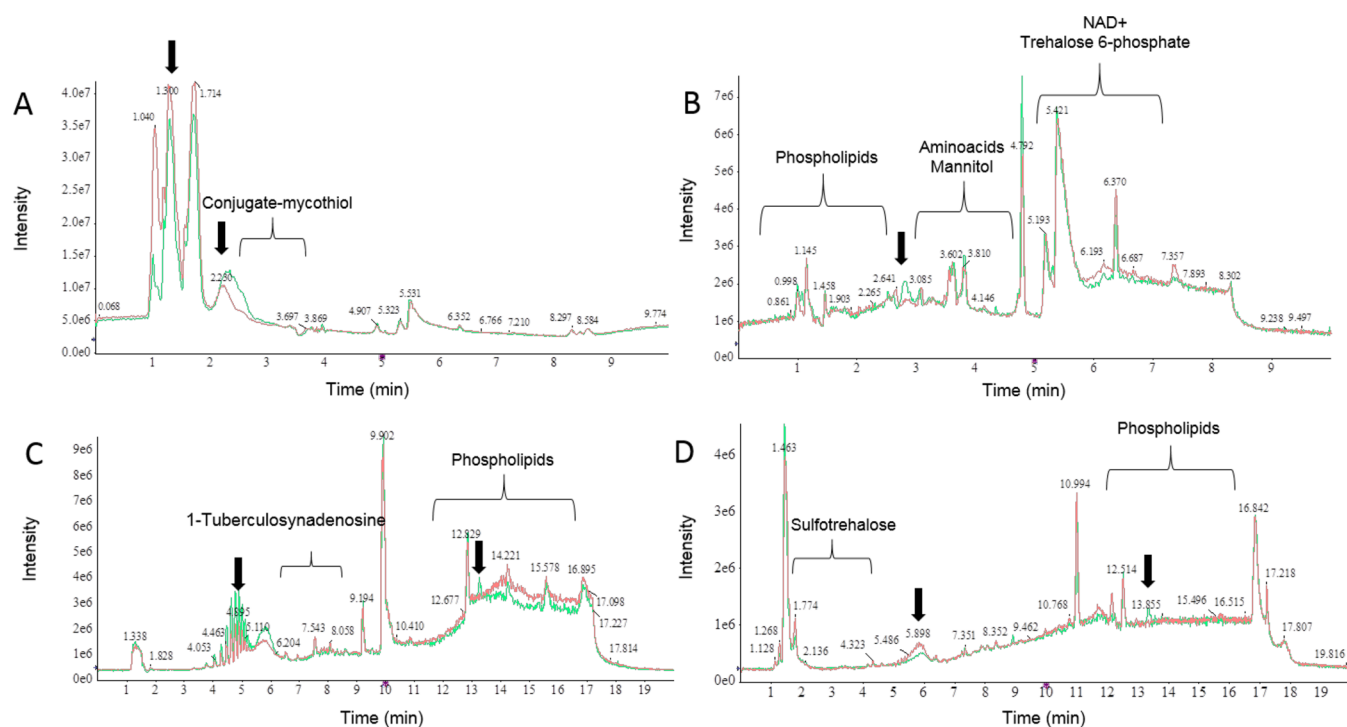 A
Intensity
4.0e7
3.5e7
3.0e7
2.5e7
2.0e7
1.5e7
1.0e7
5.0e6
0.0e0
0.068
1.040
1.300
1.714
Conjugate-mycothiol
2.230
3.697
3.869
4.907
5.323
5.531
6.352
6.766
7.210
8.297
8.584
9.774
1 2 3 4 5 6 7 8 9
Time (min)
B
Intensity
7e6
6e6
5e6
4e6
3e6
2e6
1e6
0e0
NAD+
Trehalose 6-phosphate
Phospholipids
Aminoacids
Mannitol
0.861
0.998
1.145
1.458
1.903
2.265
2.641
3.085
3.602
3.810
4.146
4.792
5.193
5.421
6.193
6.370
6.687
7.357
7.893
8.302
9.238
9.497
1 2 3 4 5 6 7 8 9
Time (min)
C
Intensity
9e6
8e6
7e6
6e6
5e6
4e6
3e6
2e6
1e6
0e0
1-Tuberculosynadenosine
Phospholipids
1.338
1.828
4.053
4.463
4.895
5.110
6.204
7.543
8.058
9.194
9.902
10.410
12.677
12.829
14.221
15.578
16.895
17.098
17.227
17.814
1 2 3 4 5 6 7 8 9 10 11 12 13 14 15 16 17 18 19
Time (min)
D
Intensity
4e6
3e6
2e6
1e6
0e0
Sulfotrehalose
Phospholipids
1.128
1.268
1.463
1.774
2.136
4.323
5.486
5.898
7.351
8.352
9.462
10.768
10.994
12.514
13.855
15.496
16.515
16.842
17.218
17.807
19.816
1 2 3 4 5 6 7 8 9 10 11 12 13 14 15 16 17 18 19
Time (min)